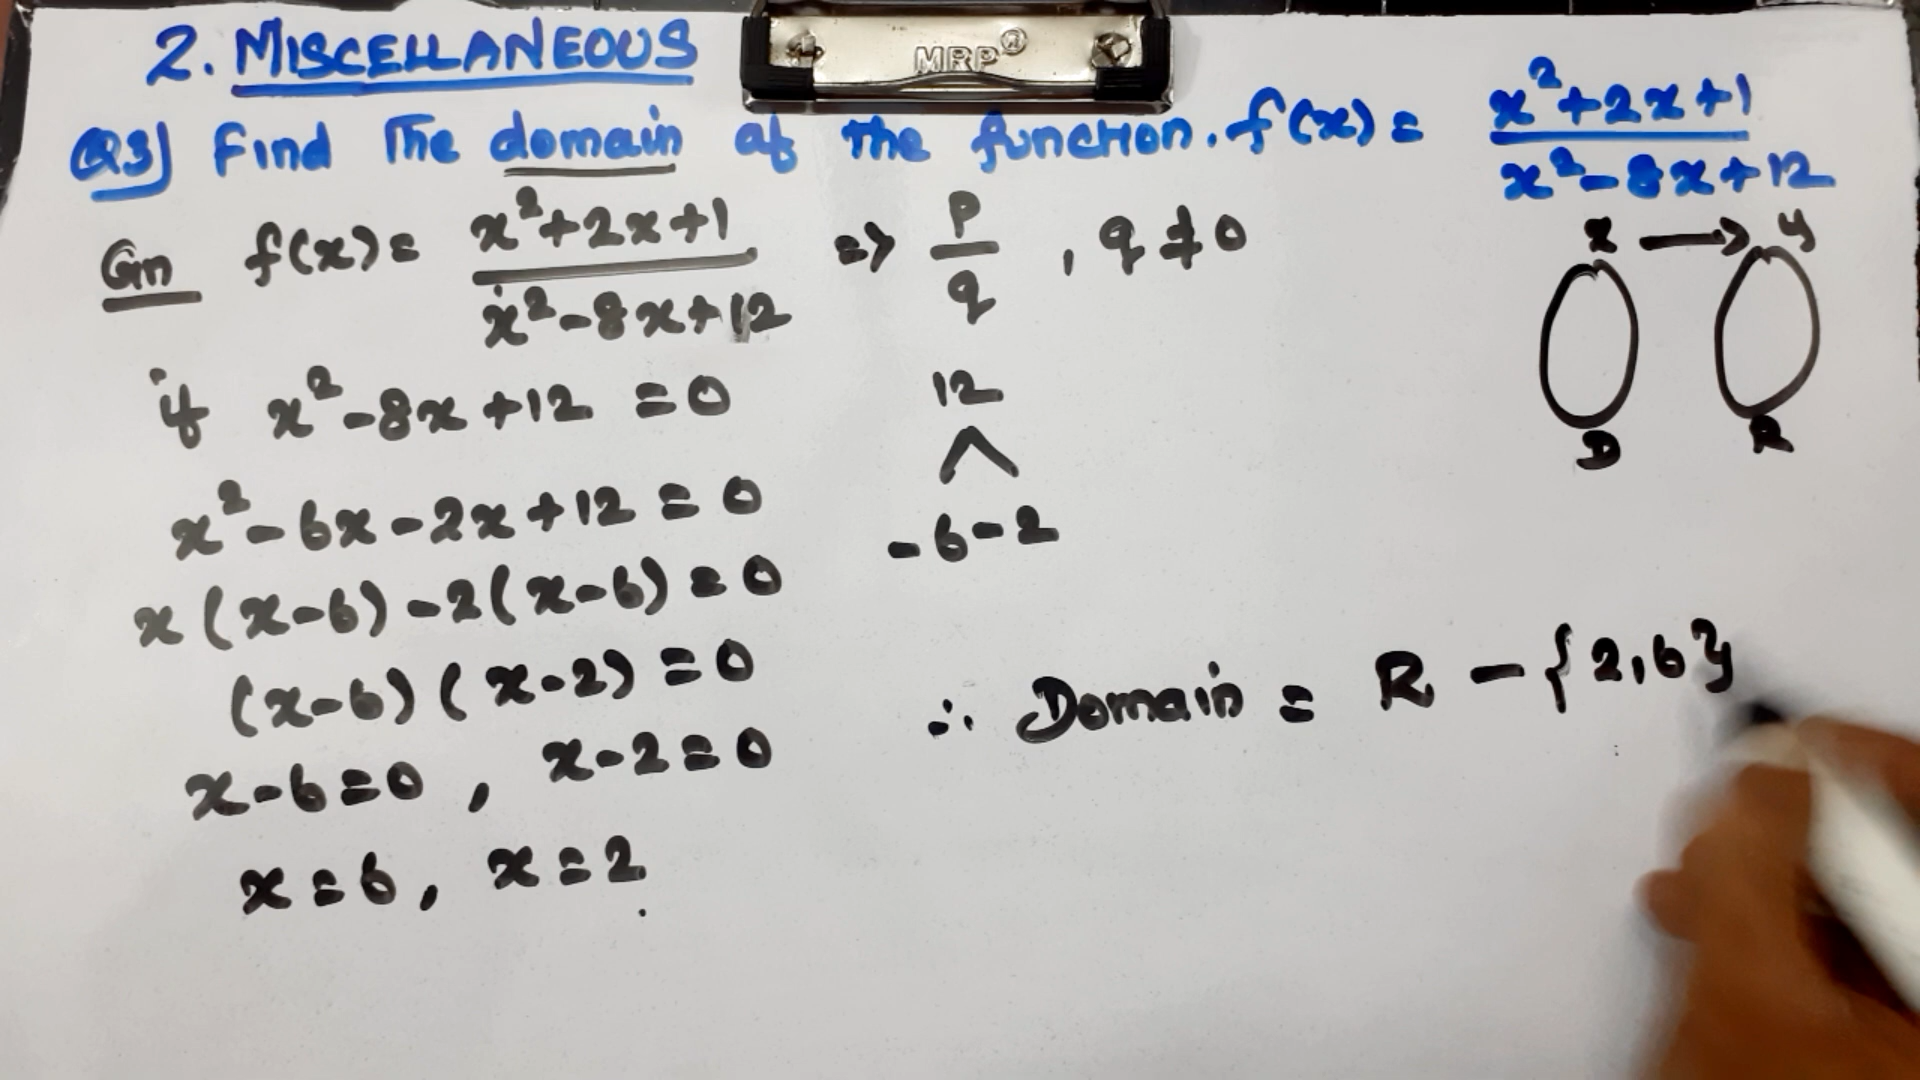 2. MISCELLANEOUS
MRP®
Q3) Find The domain of the function. f(x) = x²+2x+1 / x²-8x+12
Gn f(x) = x²+2x+1 / x²-8x+12 => p/q , q ≠ 0
x → y
D R
if x²-8x+12 = 0
12
-6 -2
x²-6x-2x+12 = 0
x(x-6)-2(x-6) = 0
(x-6)(x-2) = 0
x-6=0 , x-2=0
x=6, x=2
∴ Domain = R - {2,6}